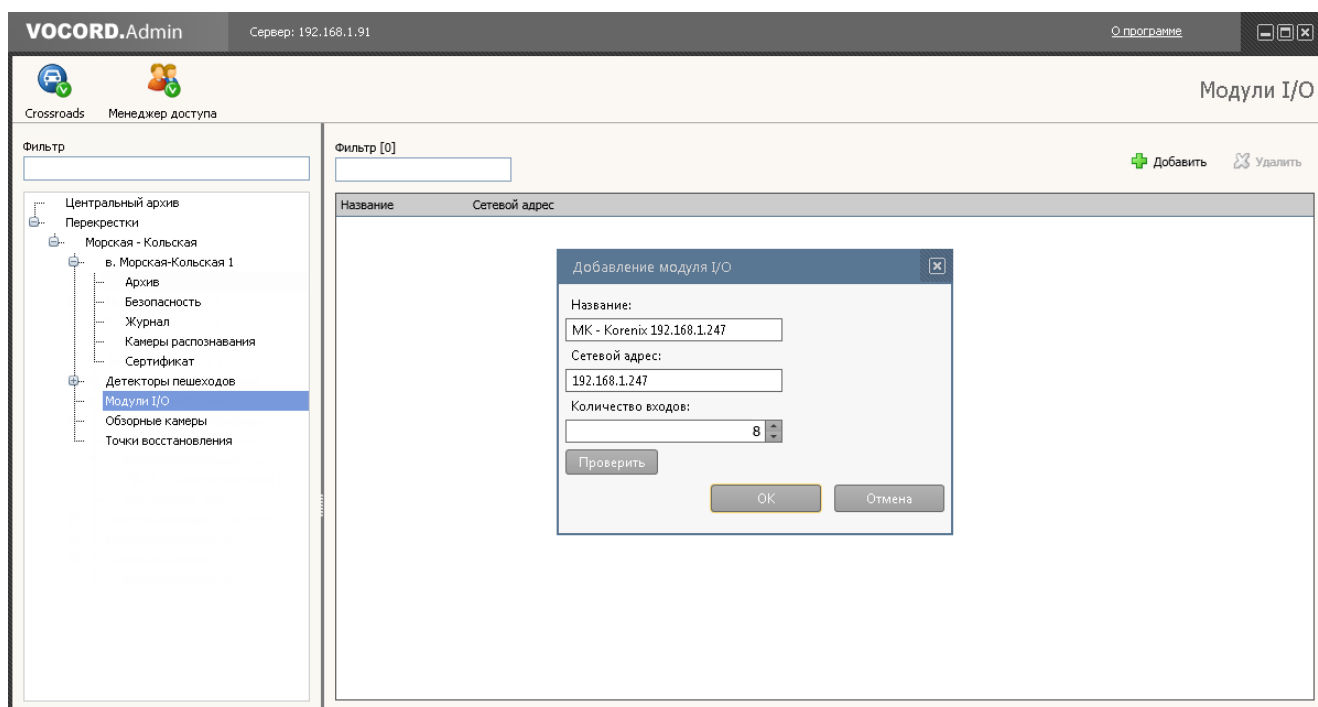 VOCORD.Admin Сервер: 192.168.1.91 О программе
Crossroads Менеджер доступа Модули I/O
Фильтр
Центральный архив
Перекрестки
Морская - Кольская
в. Морская-Кольская 1
Архив
Безопасность
Журнал
Камеры распознавания
Сертификат
Детекторы пешеходов
Модули I/O
Обзорные камеры
Точки восстановления
Фильтр [0]
Добавить Удалить
Название Сетевой адрес
Добавление модуля I/O
Название:
МК - Korenix 192.168.1.247
Сетевой адрес:
192.168.1.247
Количество входов:
8
Проверить
ОК Отмена